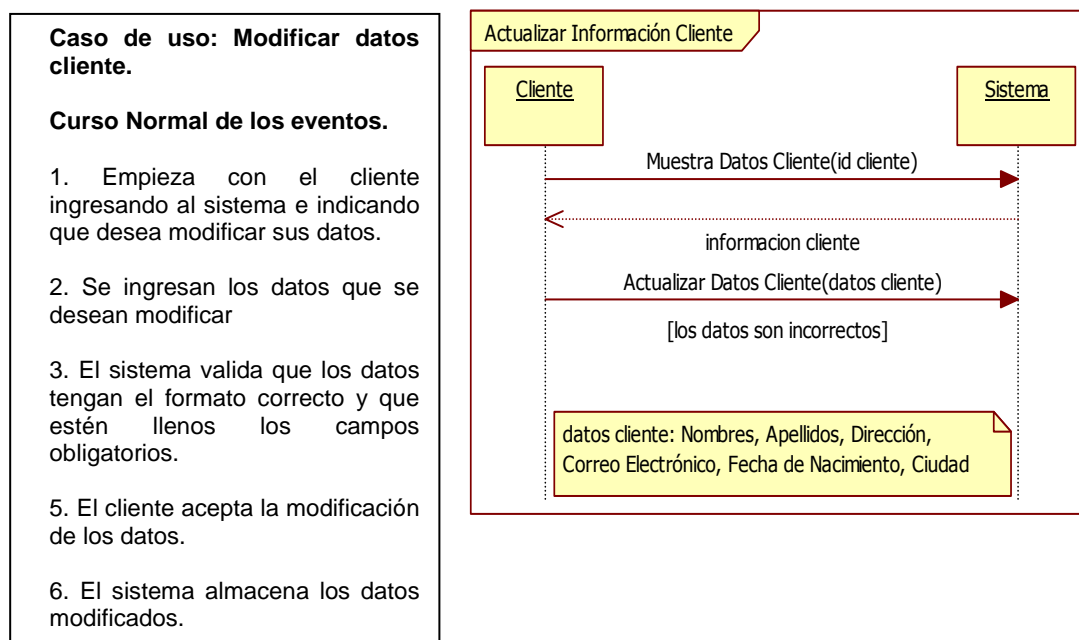 Caso de uso: Modificar datos
cliente.
Curso Normal de los eventos.
1. Empieza con el cliente
ingresando al sistema e indicando
que desea modificar sus datos.
2. Se ingresan los datos que se
desean modificar
3. El sistema valida que los datos
tengan el formato correcto y que
estén llenos los campos
obligatorios.
5. El cliente acepta la modificación
de los datos.
6. El sistema almacena los datos
modificados.
Actualizar Información Cliente
Cliente
Sistema
Muestra Datos Cliente(id cliente)
informacion cliente
Actualizar Datos Cliente(datos cliente)
[los datos son incorrectos]
datos cliente: Nombres, Apellidos, Dirección,
Correo Electrónico, Fecha de Nacimiento, Ciudad